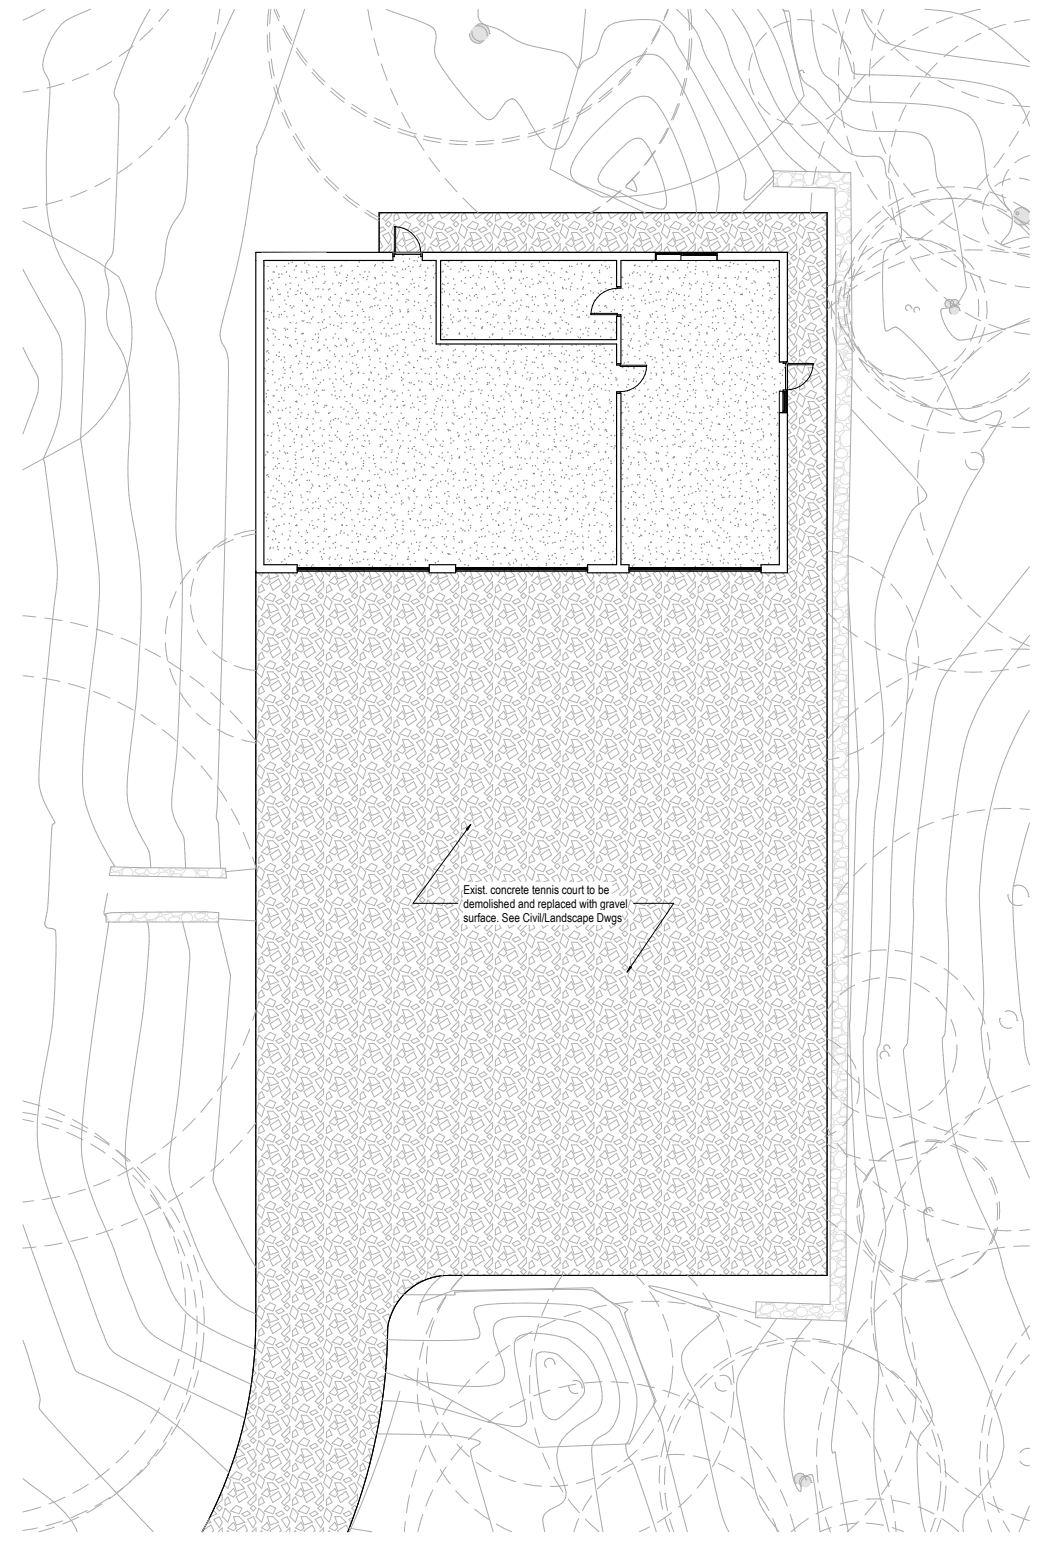 Exist. concrete tennis court to be
demolished and replaced with gravel
surface. See Civil/Landscape Dwgs